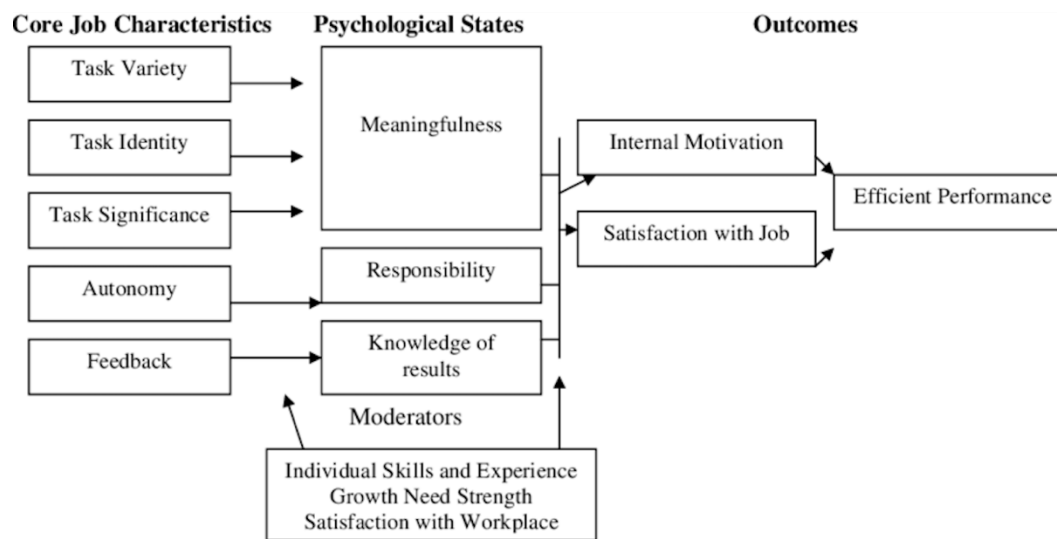 Core Job Characteristics
Psychological States
Outcomes
Task Variety
Task Identity
Task Significance
Autonomy
Feedback
Meaningfulness
Responsibility
Knowledge of
results
Internal Motivation
Satisfaction with Job
Efficient Performance
Moderators
Individual Skills and Experience
Growth Need Strength
Satisfaction with Workplace